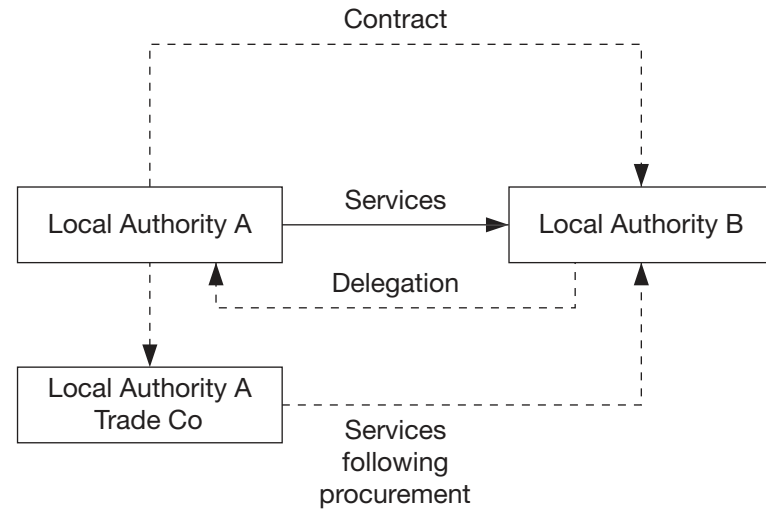 Contract
Local Authority A
Services
Local Authority B
Delegation
Local Authority A
Trade Co
Services
following
procurement